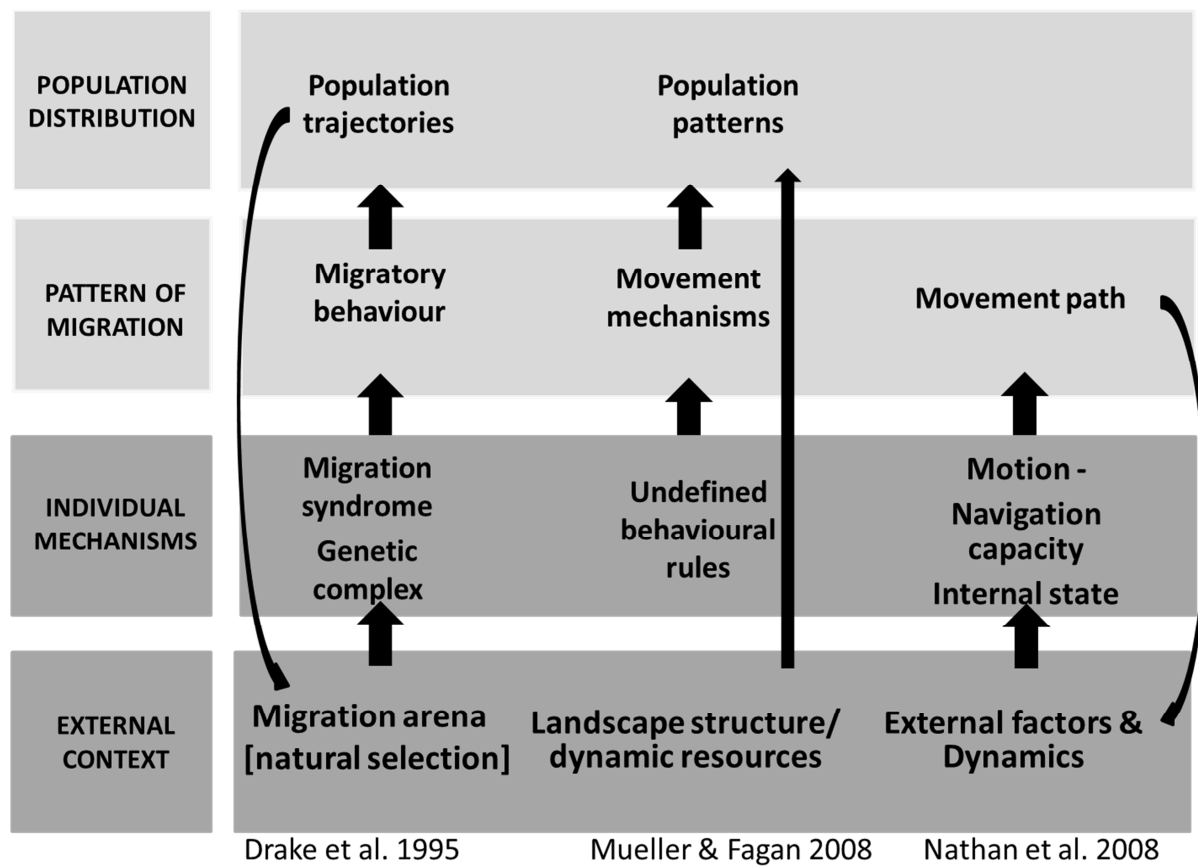 POPULATION
DISTRIBUTION
Population
trajectories
Population
patterns
PATTERN OF
MIGRATION
Migratory
behaviour
Movement
mechanisms
Movement path
INDIVIDUAL
MECHANISMS
Migration
syndrome
Genetic
complex
Undefined
behavioural
rules
Motion -
Navigation
capacity
Internal state
EXTERNAL
CONTEXT
Migration arena
[natural selection]
Landscape structure/
dynamic resources
External factors &
Dynamics
Drake et al. 1995
Mueller & Fagan 2008
Nathan et al. 2008